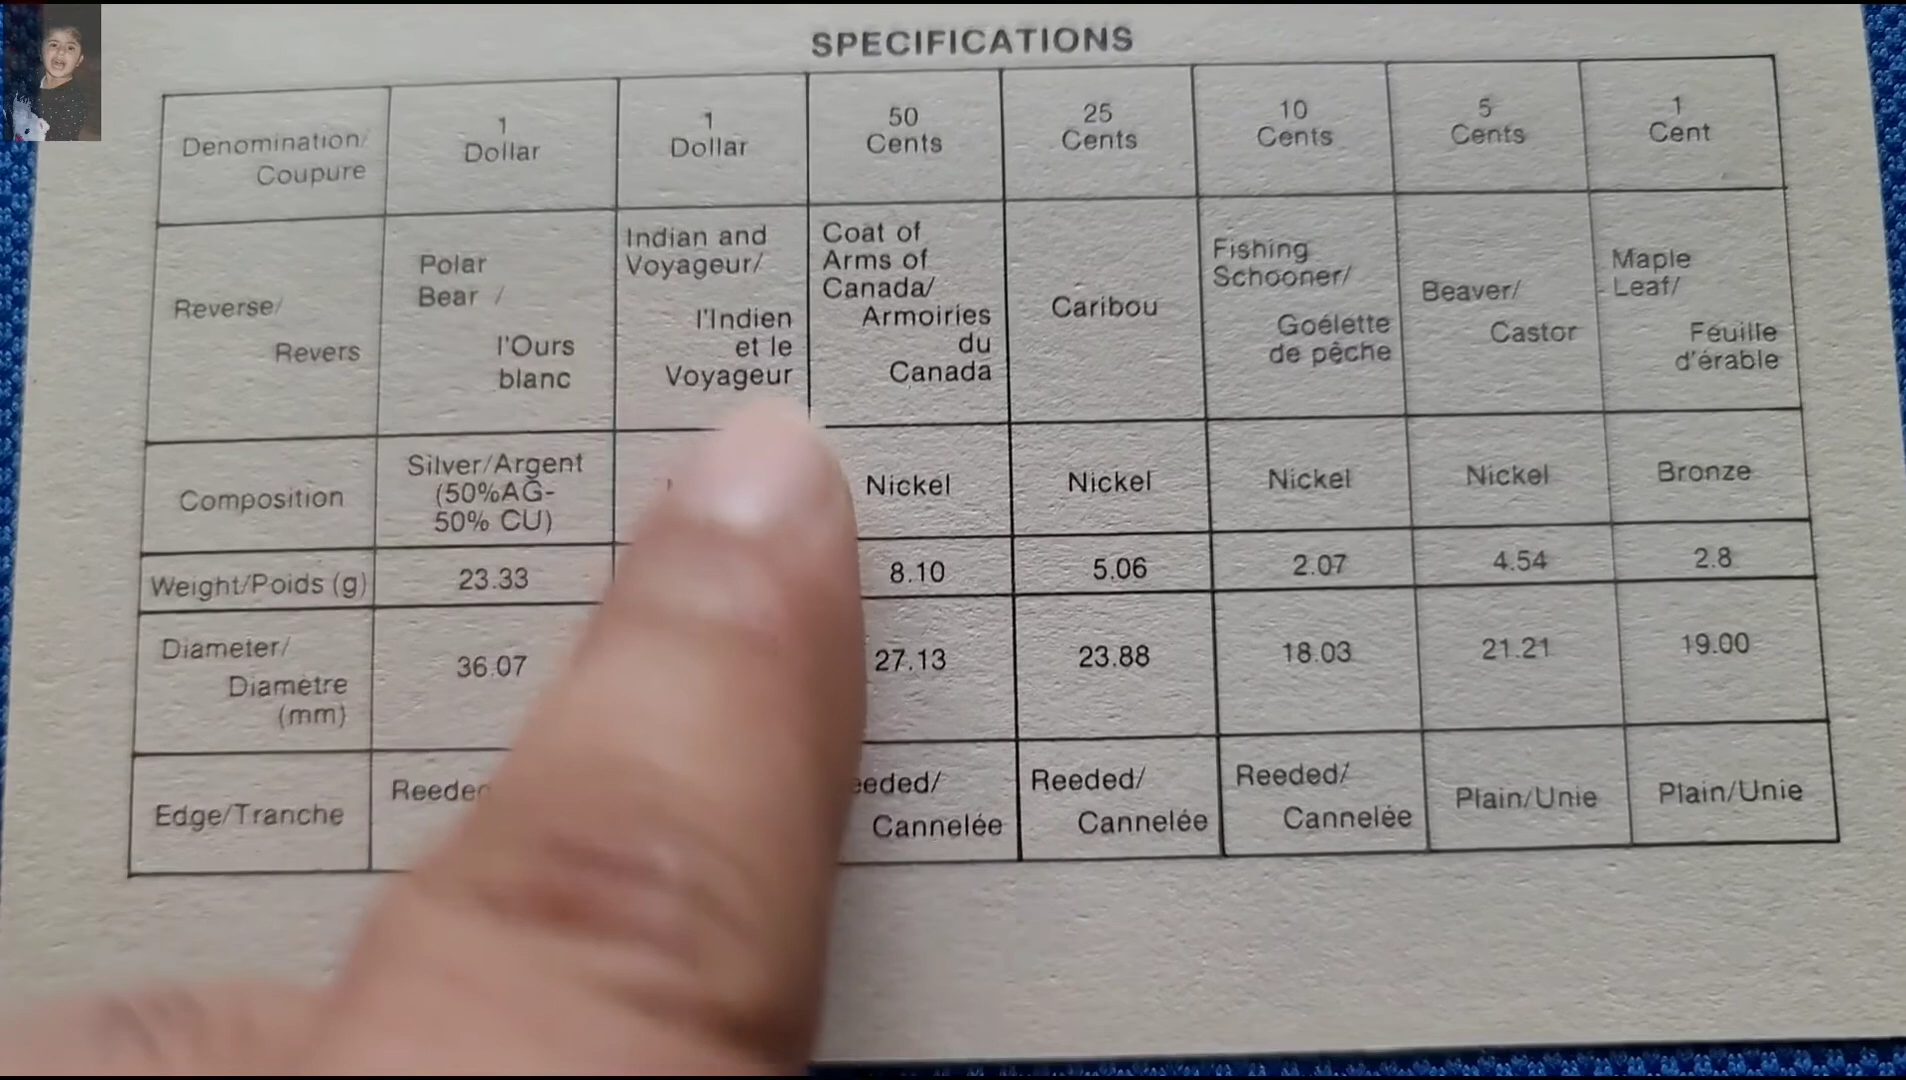 SPECIFICATIONS
Denomination/
Coupure
1
Dollar
1
Dollar
50
Cents
25
Cents
10
Cents
5
Cents
1
Cent
Reverse/
Revers
Polar
Bear /
l'Ours
blanc
Indian and
Voyageur/
l'Indien
et le
Voyageur
Coat of
Arms of
Canada/
Armoiries
du
Canada
Caribou
Fishing
Schooner/
Goélette
de pêche
Beaver/
Castor
Maple
Leaf/
Feuille
d'érable
Composition
Silver/Argent
(50%AG-
50% CU)
Nickel
Nickel
Nickel
Nickel
Bronze
Weight/Poids (g)
23.33
8.10
5.06
2.07
4.54
2.8
Diameter/
Diamètre
(mm)
36.07
27.13
23.88
18.03
21.21
19.00
Edge/Tranche
Reeded/
Cannelée
Reeded/
Cannelée
Reeded/
Cannelée
Plain/Unie
Plain/Unie